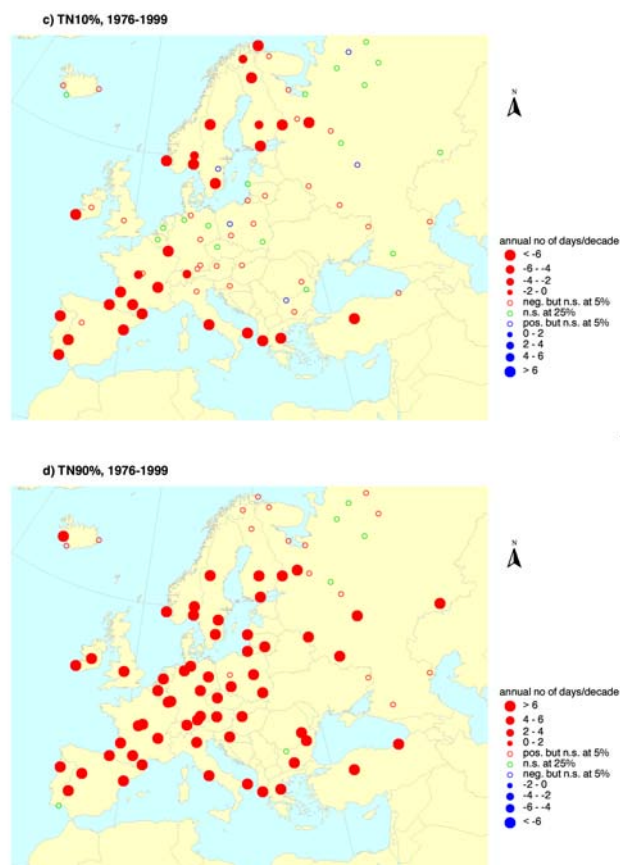 c) TN10%, 1976-1999
N
annual no of days/decade
< -6
-6 - -4
-4 - -2
-2 - 0
neg. but n.s. at 5%
n.s. at 25%
pos. but n.s. at 5%
0 - 2
2 - 4
4 - 6
> 6
d) TN90%, 1976-1999
N
annual no of days/decade
> 6
4 - 6
2 - 4
0 - 2
pos. but n.s. at 5%
n.s. at 25%
neg. but n.s. at 5%
-2 - 0
-4 - -2
-6 - -4
< -6